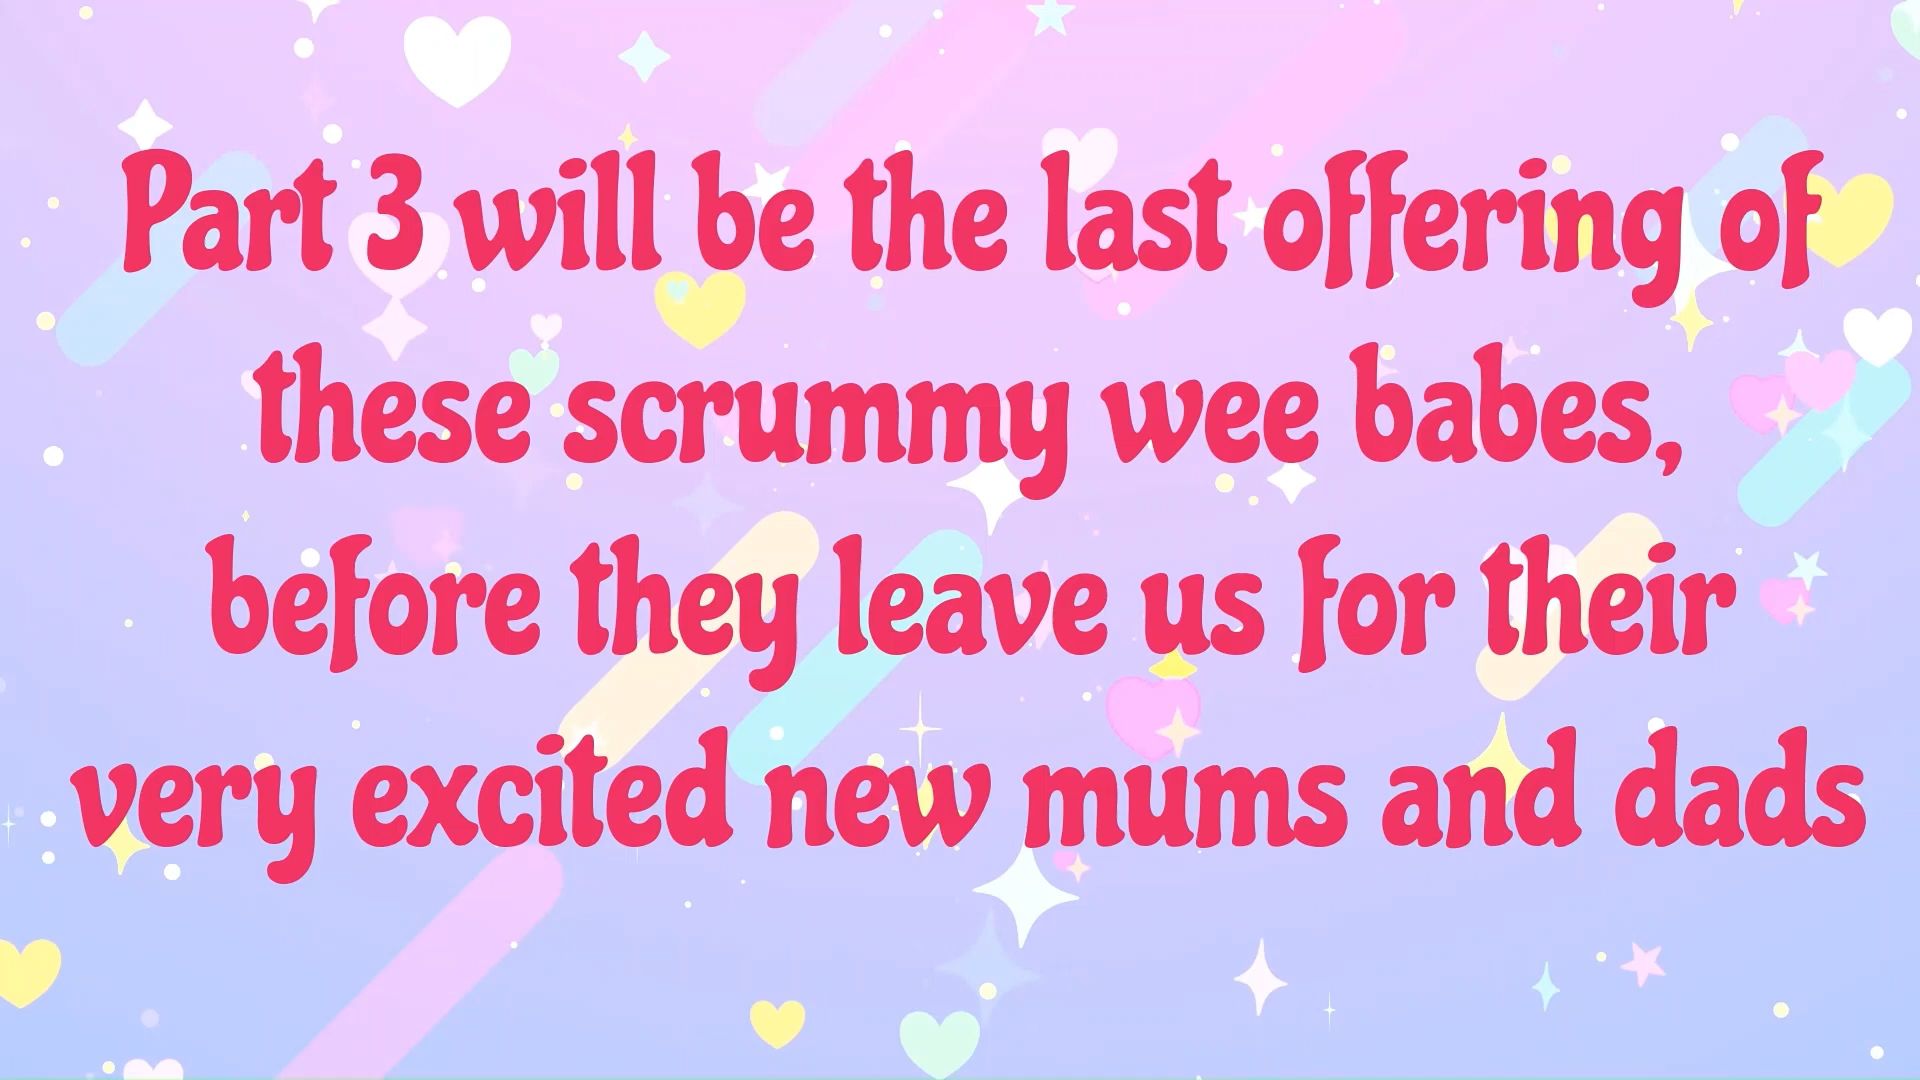 Part 3 will be the last offering of
these scrummy wee babes,
before they leave us for their
very excited new mums and dads